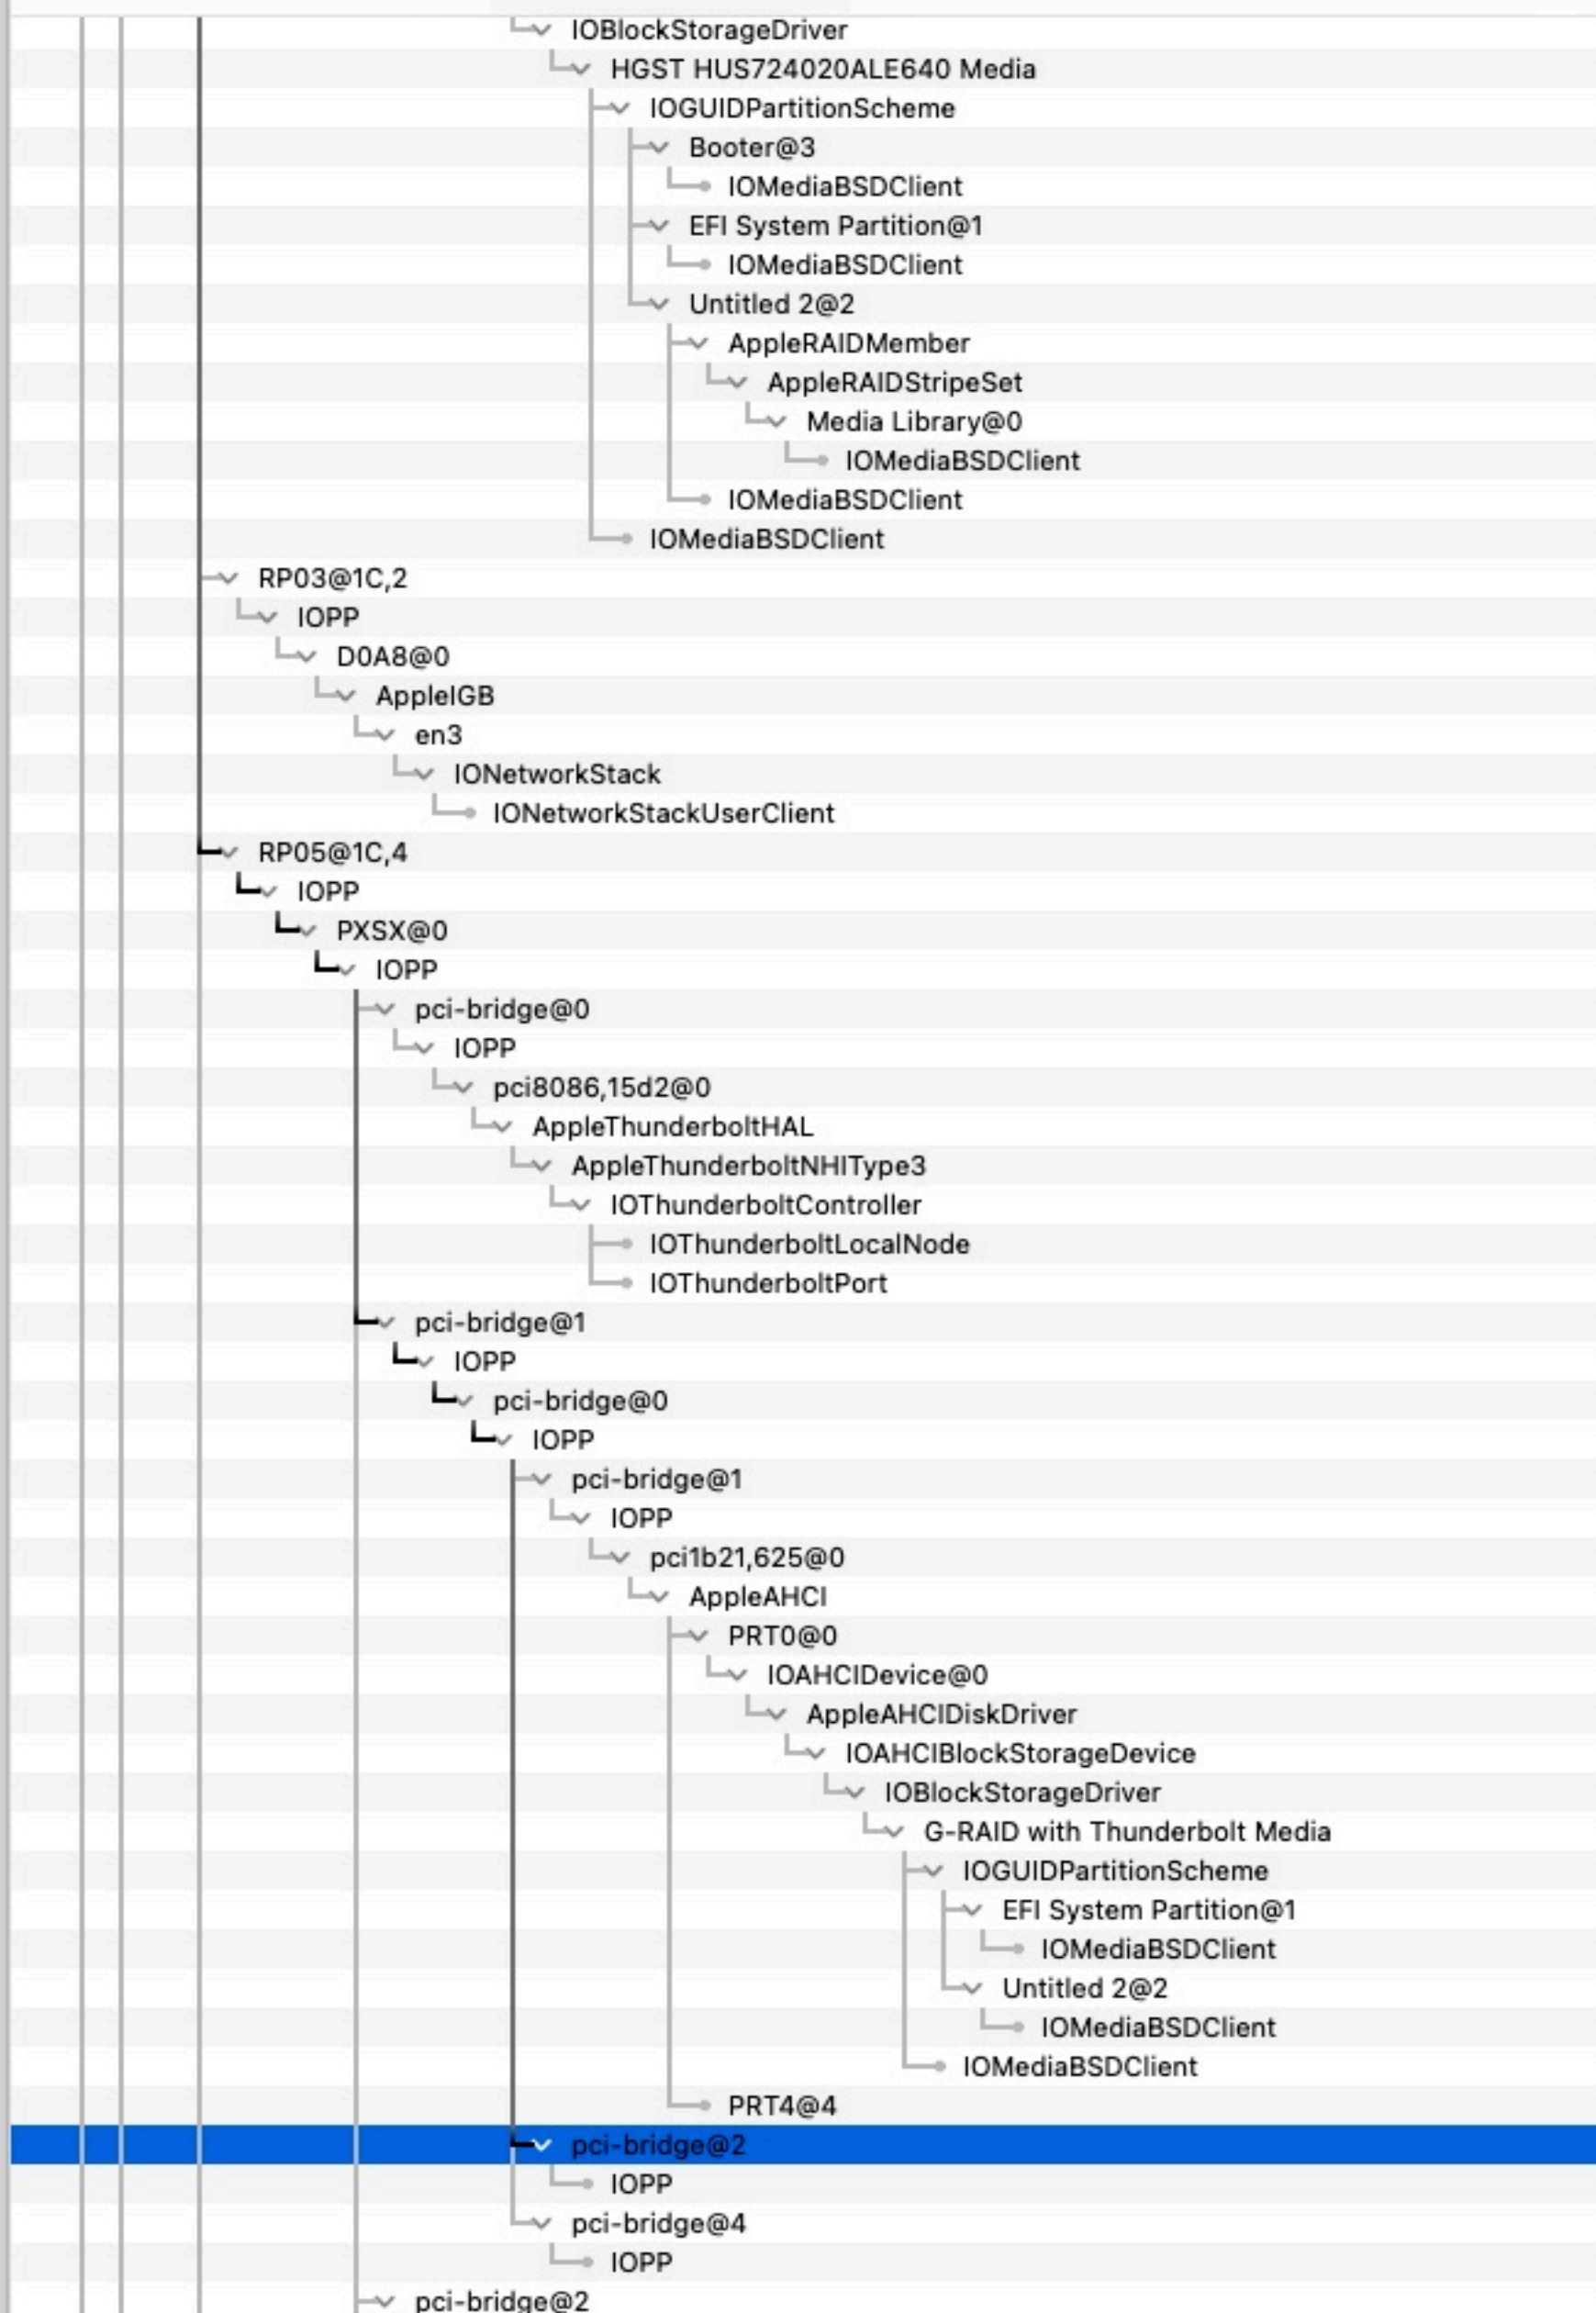 IOBlockStorageDriver
HGST HUS724020ALE640 Media
IOGUIDPartitionScheme
Booter@3
IOMediaBSDClient
EFI System Partition@1
IOMediaBSDClient
Untitled 2@2
AppleRAIDMember
AppleRAIDStripeSet
Media Library@0
IOMediaBSDClient
IOMediaBSDClient
IOMediaBSDClient
RP03@1C,2
IOPP
D0A8@0
AppleIGB
en3
IONetworkStack
IONetworkStackUserClient
RP05@1C,4
IOPP
PXSX@0
IOPP
pci-bridge@0
IOPP
pci8086,15d2@0
AppleThunderboltHAL
AppleThunderboltNHIType3
IOThunderboltController
IOThunderboltLocalNode
IOThunderboltPort
pci-bridge@1
IOPP
pci-bridge@0
IOPP
pci-bridge@1
IOPP
pci1b21,625@0
AppleAHCI
PRT0@0
IOAHCIDevice@0
AppleAHCIDiskDriver
IOAHCIBlockStorageDevice
IOBlockStorageDriver
G-RAID with Thunderbolt Media
IOGUIDPartitionScheme
EFI System Partition@1
IOMediaBSDClient
Untitled 2@2
IOMediaBSDClient
IOMediaBSDClient
PRT4@4
pci-bridge@2
IOPP
pci-bridge@4
IOPP
pci-bridge@2